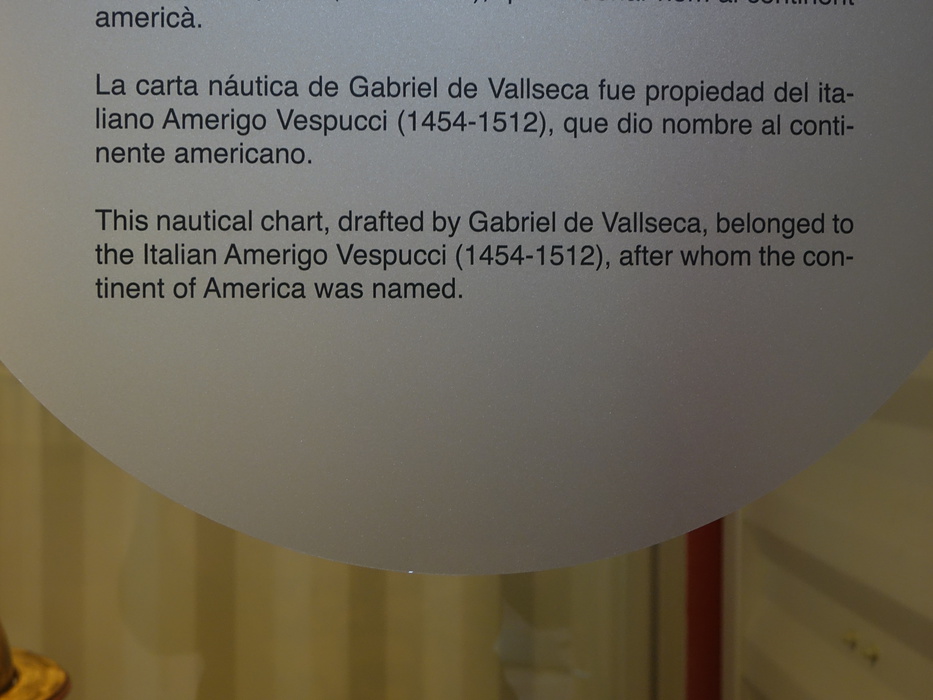 americà.
La carta náutica de Gabriel de Vallseca fue propiedad del ita-
liano Amerigo Vespucci (1454-1512), que dio nombre al conti-
nente americano.
This nautical chart, drafted by Gabriel de Vallseca, belonged to
the Italian Amerigo Vespucci (1454-1512), after whom the con-
tinent of America was named.